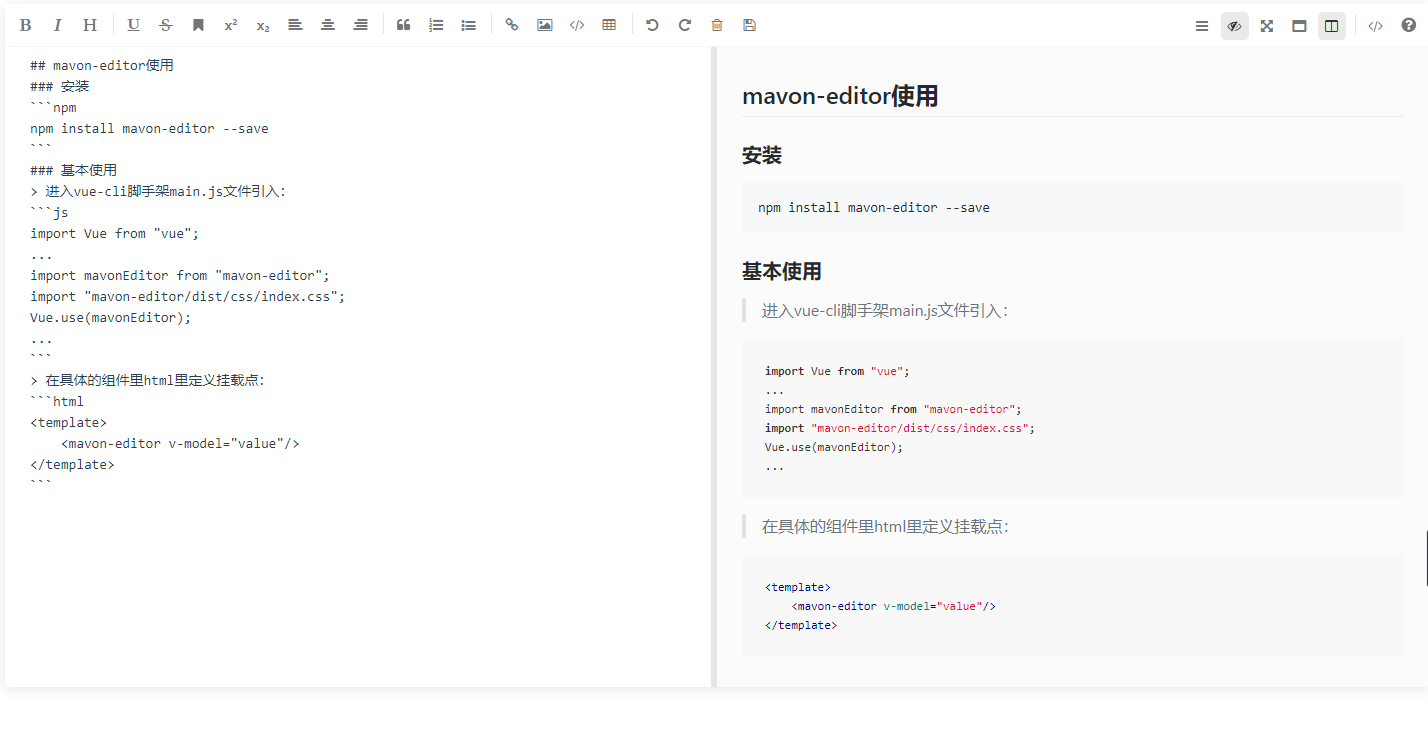 B I H U S x² x₂
## mavon-editor使用
### 安装
```npm
npm install mavon-editor --save
```
### 基本使用
> 进入vue-cli脚手架main.js文件引入：
```js
import Vue from "vue";
...
import mavonEditor from "mavon-editor";
import "mavon-editor/dist/css/index.css";
Vue.use(mavonEditor);
...
```
> 在具体的组件里html里定义挂载点：
```html
<template>
    <mavon-editor v-model="value"/>
</template>
```
mavon-editor使用
安装
npm install mavon-editor --save
基本使用
进入vue-cli脚手架main.js文件引入：
import Vue from "vue";
...
import mavonEditor from "mavon-editor";
import "mavon-editor/dist/css/index.css";
Vue.use(mavonEditor);
...
在具体的组件里html里定义挂载点：
<template>
    <mavon-editor v-model="value"/>
</template>